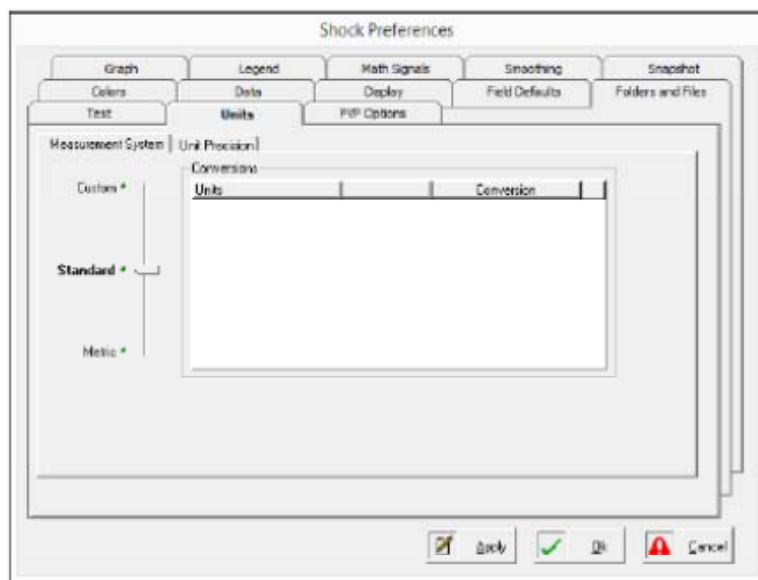 Shock Preferences
Graph Legend Math Signals Smoothing Snapshot
Colors Data Display Field Defaults Folders and Files
Test Units PVP Options
Measurement System Unit Precision
Conversions
Custom Units Conversion
Standard
Metric
Apply Ok Cancel